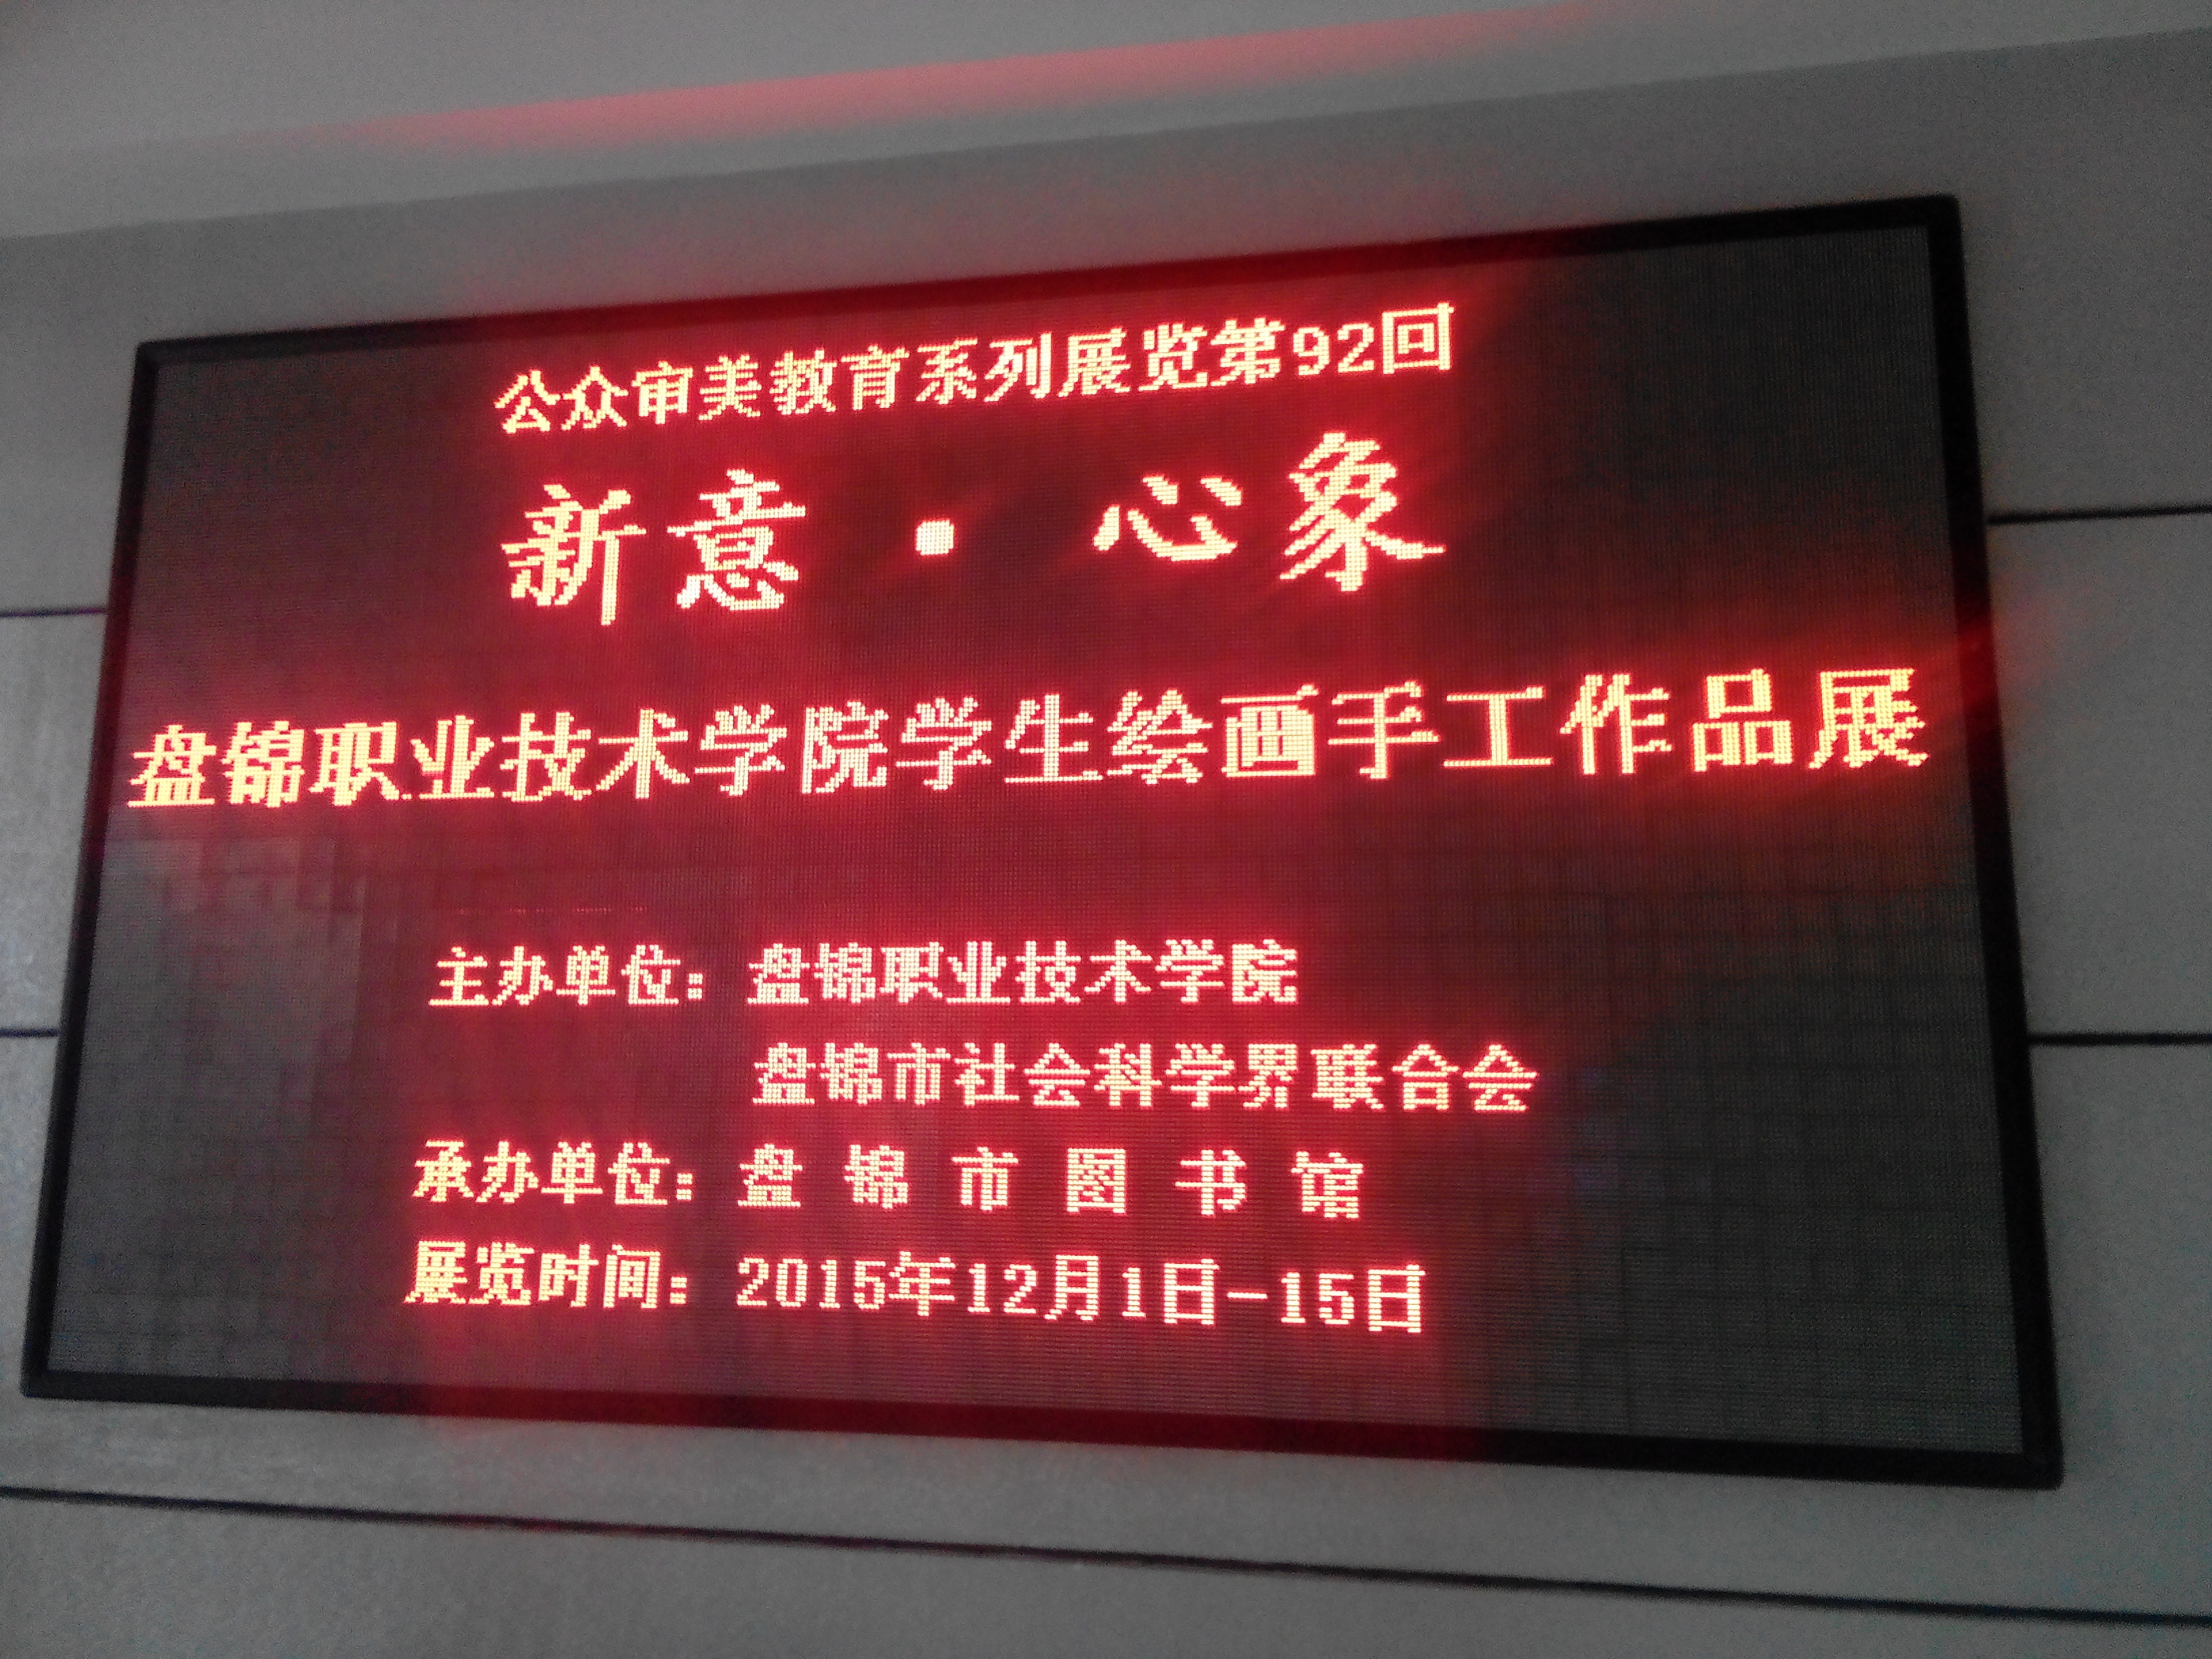 公众审美教育系列展览第92回
新意·心象
盘锦职业技术学院学生绘画手工作品展
主办单位：盘锦职业技术学院
盘锦市社会科学界联合会
承办单位：盘锦市图书馆
展览时间：2015年12月1日-15日